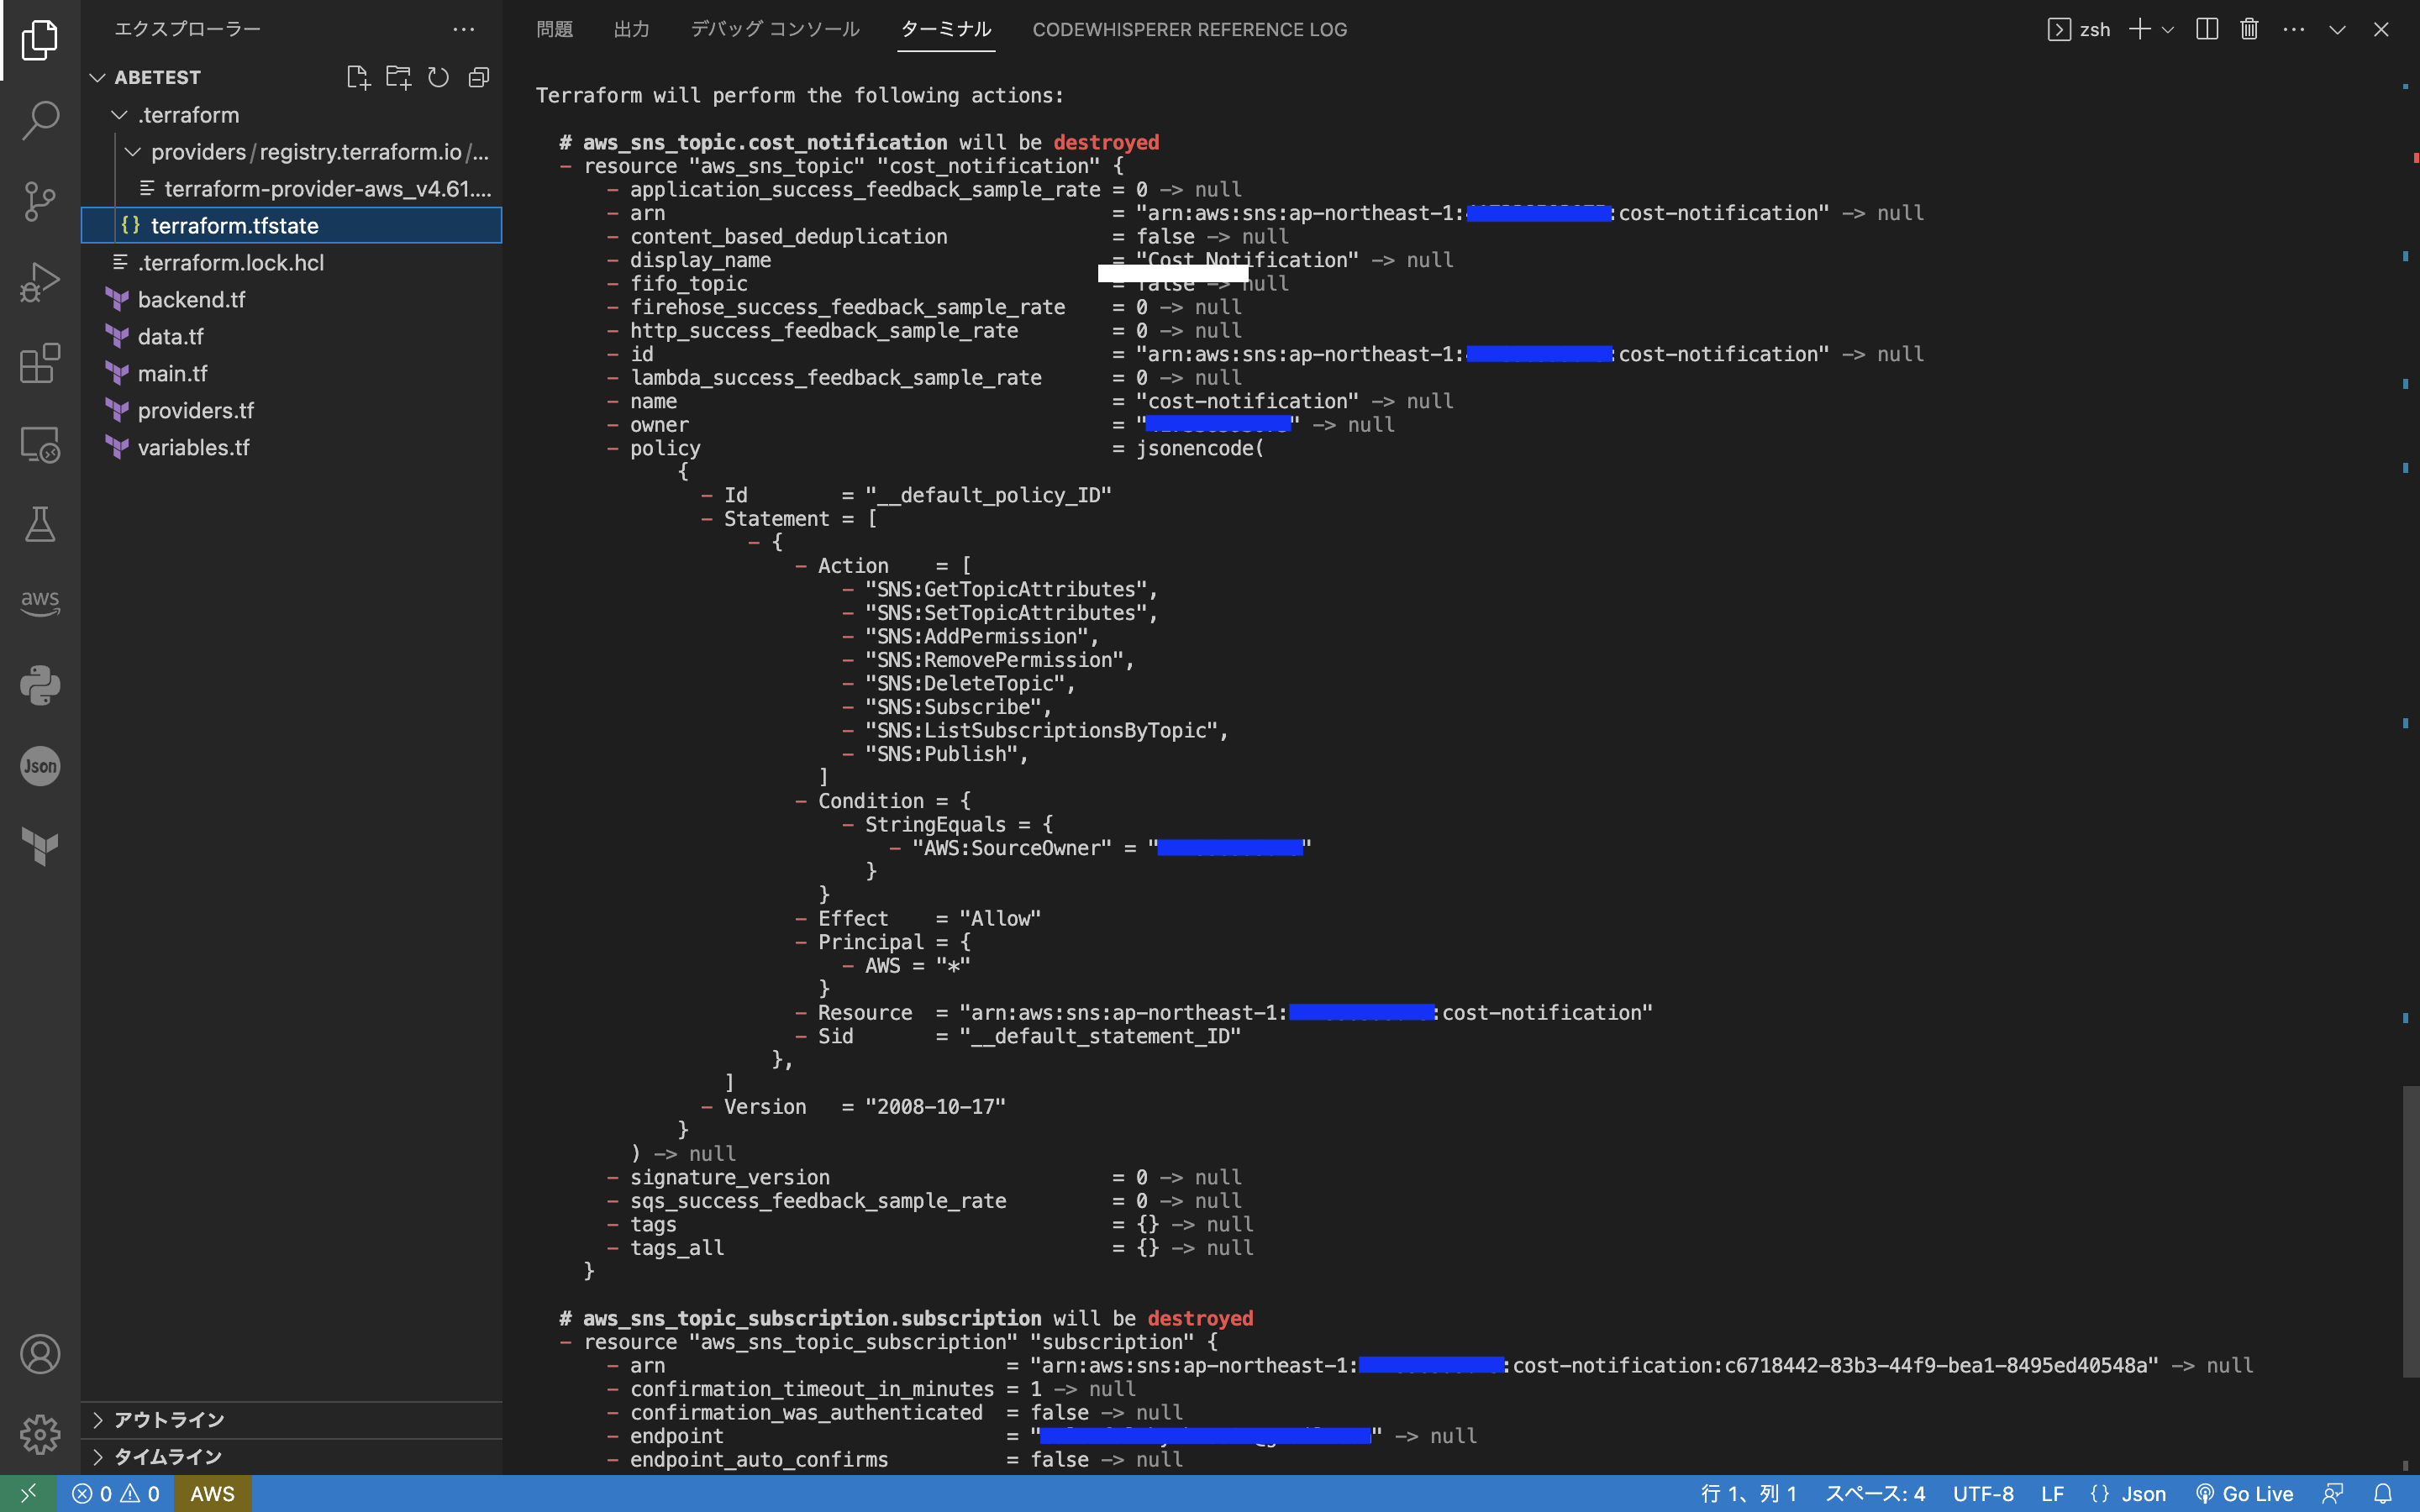 エクスプローラー
ABETEST
.terraform
providers/registry.terraform.io/...
terraform-provider-aws_v4.61....
{} terraform.tfstate
.terraform.lock.hcl
backend.tf
data.tf
main.tf
providers.tf
variables.tf
aws
Json
アウトライン
タイムライン
問題 出力 デバッグ コンソール ターミナル CODEWHISPERER REFERENCE LOG
zsh
Terraform will perform the following actions:
# aws_sns_topic.cost_notification will be destroyed
- resource "aws_sns_topic" "cost_notification" {
- application_success_feedback_sample_rate = 0 -> null
- arn = "arn:aws:sns:ap-northeast-1: :cost-notification" -> null
- content_based_deduplication = false -> null
- display_name = "Cost Notification" -> null
- fifo_topic = false -> null
- firehose_success_feedback_sample_rate = 0 -> null
- http_success_feedback_sample_rate = 0 -> null
- id = "arn:aws:sns:ap-northeast-1: :cost-notification" -> null
- lambda_success_feedback_sample_rate = 0 -> null
- name = "cost-notification" -> null
- owner = " " -> null
- policy = jsonencode(
{
- Id = "__default_policy_ID"
- Statement = [
- {
- Action = [
- "SNS:GetTopicAttributes",
- "SNS:SetTopicAttributes",
- "SNS:AddPermission",
- "SNS:RemovePermission",
- "SNS:DeleteTopic",
- "SNS:Subscribe",
- "SNS:ListSubscriptionsByTopic",
- "SNS:Publish",
]
- Condition = {
- StringEquals = {
- "AWS:SourceOwner" = " "
}
}
- Effect = "Allow"
- Principal = {
- AWS = "*"
}
- Resource = "arn:aws:sns:ap-northeast-1: :cost-notification"
- Sid = "__default_statement_ID"
},
]
- Version = "2008-10-17"
}
) -> null
- signature_version = 0 -> null
- sqs_success_feedback_sample_rate = 0 -> null
- tags = {} -> null
- tags_all = {} -> null
}
# aws_sns_topic_subscription.subscription will be destroyed
- resource "aws_sns_topic_subscription" "subscription" {
- arn = "arn:aws:sns:ap-northeast-1: :cost-notification:c6718442-83b3-44f9-bea1-8495ed40548a" -> null
- confirmation_timeout_in_minutes = 1 -> null
- confirmation_was_authenticated = false -> null
- endpoint = " " -> null
- endpoint_auto_confirms = false -> null
0 0 AWS 行 1、列 1 スペース: 4 UTF-8 LF {} Json Go Live